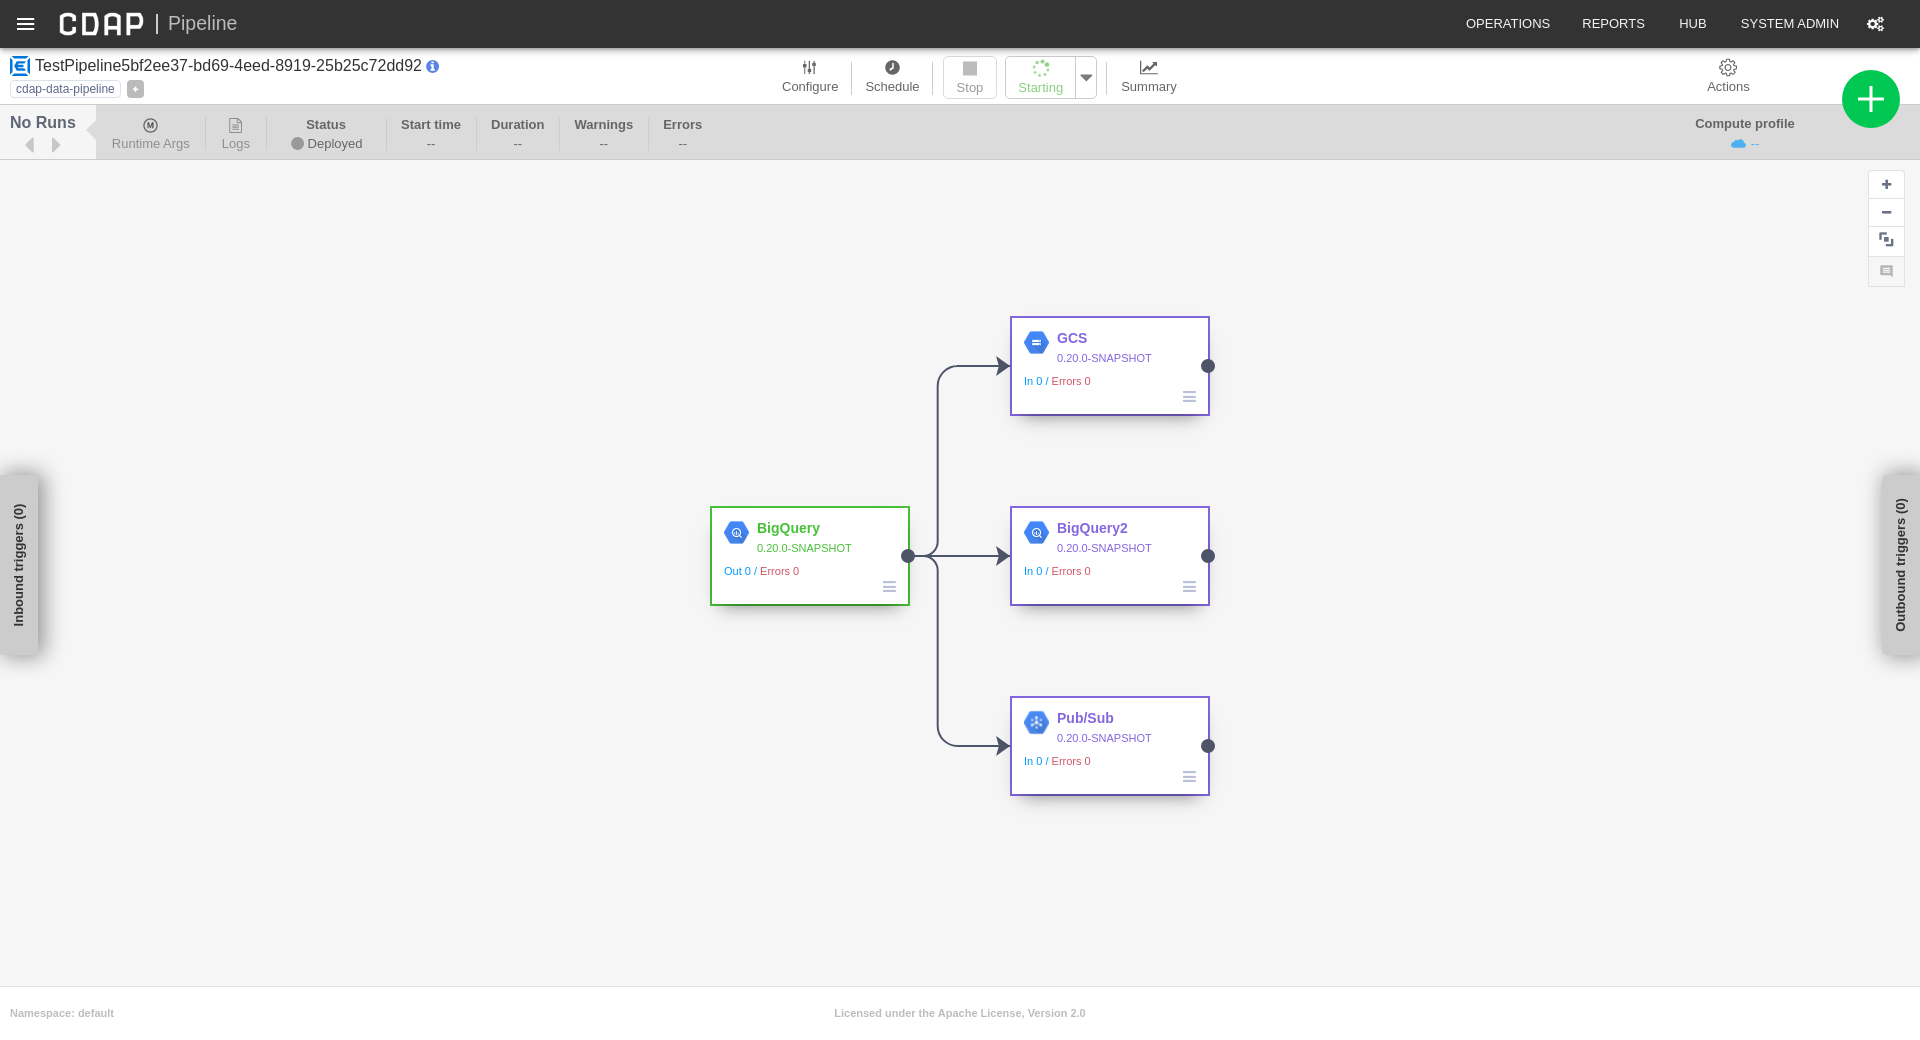 CDAP | Pipeline
OPERATIONS
REPORTS
HUB
SYSTEM ADMIN
TestPipeline5bf2ee37-bd69-4eed-8919-25b25c72dd92
cdap-data-pipeline
+
Configure
Schedule
Stop
Starting
Summary
Actions
No Runs
Runtime Args
Logs
Status
Deployed
Start time
--
Duration
--
Warnings
--
Errors
--
Compute profile
--
GCS
0.20.0-SNAPSHOT
In 0 / Errors 0
BigQuery
0.20.0-SNAPSHOT
Out 0 / Errors 0
BigQuery2
0.20.0-SNAPSHOT
In 0 / Errors 0
Pub/Sub
0.20.0-SNAPSHOT
In 0 / Errors 0
Inbound triggers (0)
Outbound triggers (0)
Namespace: default
Licensed under the Apache License, Version 2.0